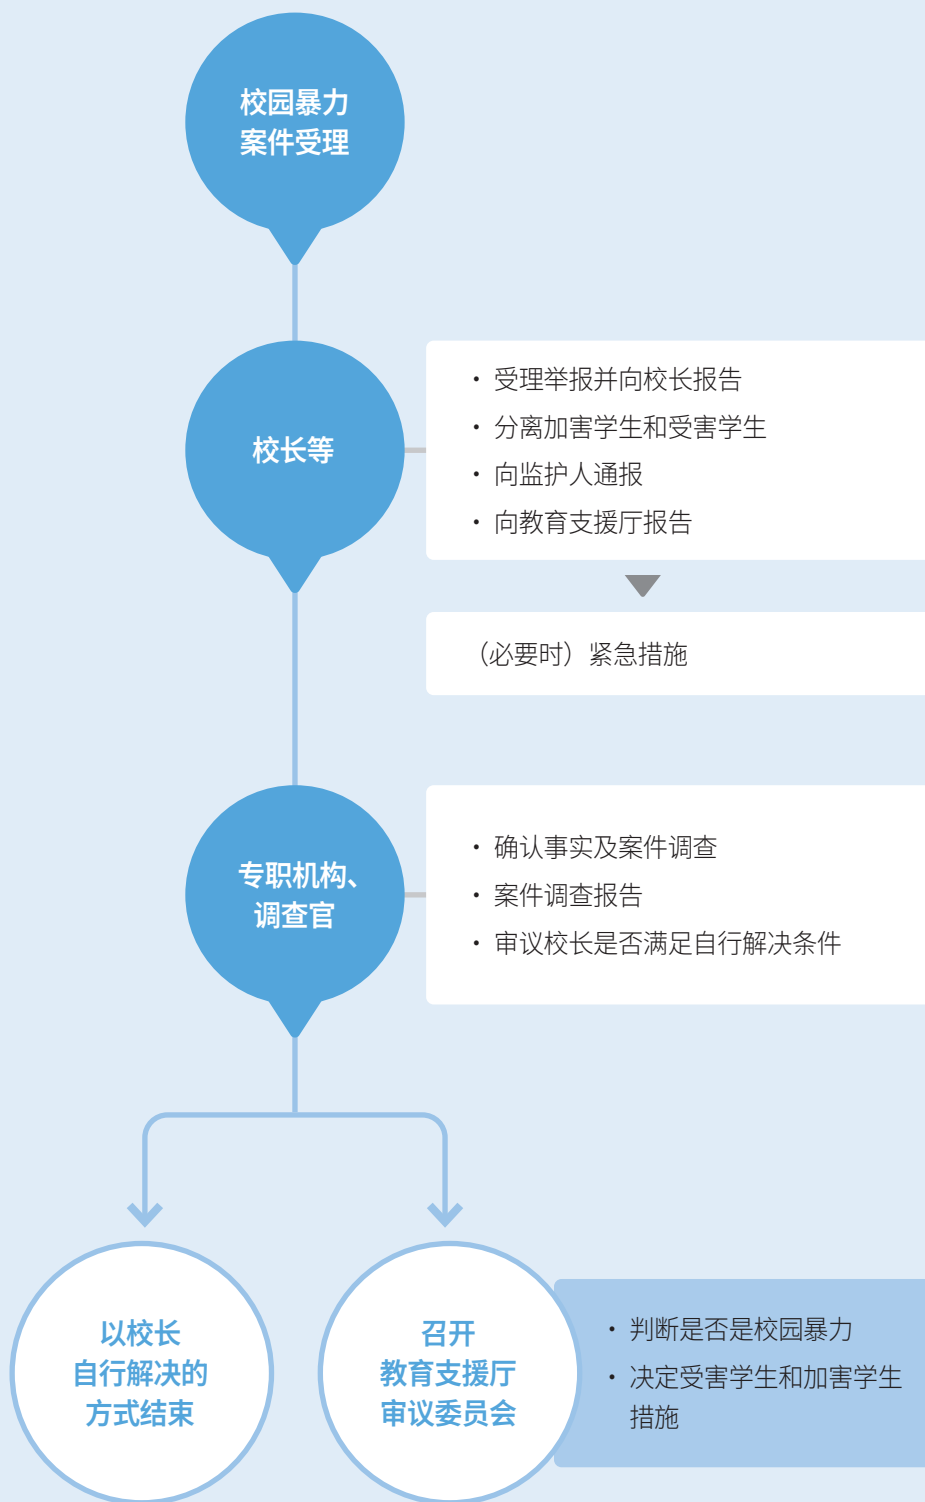 校园暴力
案件受理
校长等
・ 受理举报并向校长报告
・ 分离加害学生和受害学生
・ 向监护人通报
・ 向教育支援厅报告
（必要时）紧急措施
专职机构、
调查官
・ 确认事实及案件调查
・ 案件调查报告
・ 审议校长是否满足自行解决条件
以校长
自行解决的
方式结束
召开
教育支援厅
审议委员会
・ 判断是否是校园暴力
・ 决定受害学生和加害学生
措施